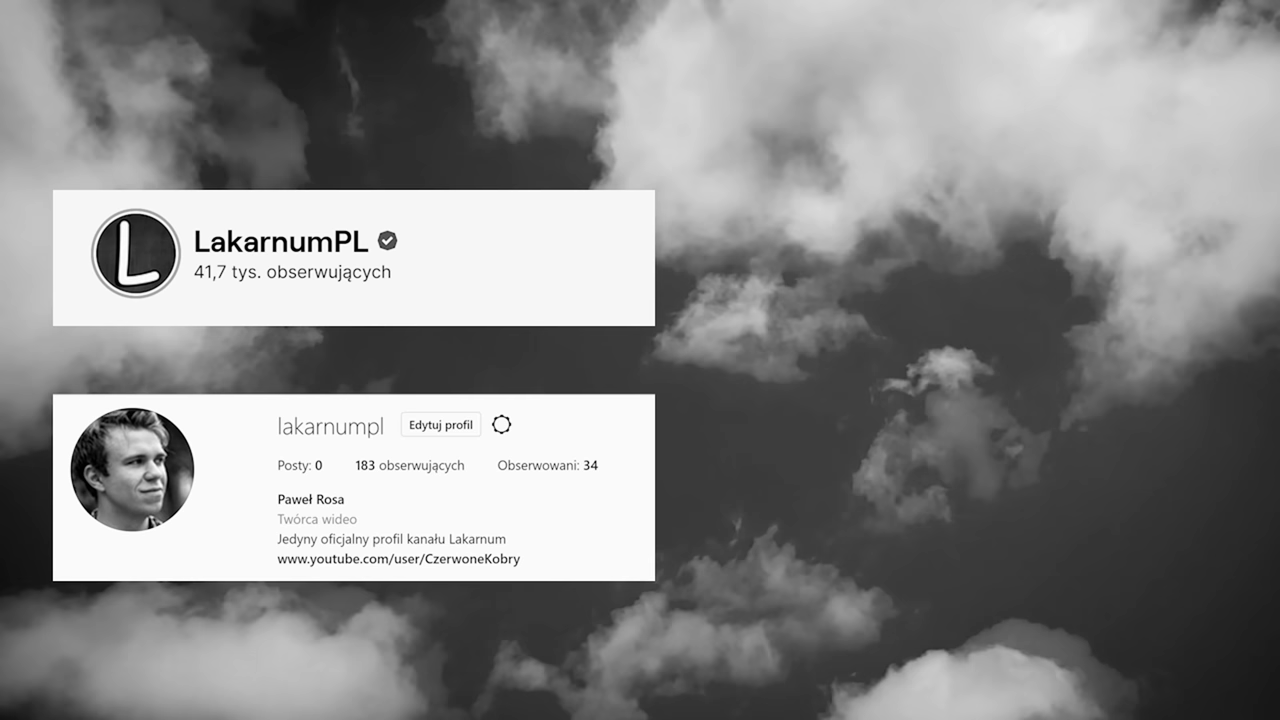 L
LakarnumPL
41,7 tys. obserwujących
lakarnumpl Edytuj profil
Posty: 0 183 obserwujących Obserwowani: 34
Paweł Rosa
Twórca wideo
Jedyny oficjalny profil kanału Lakarnum
www.youtube.com/user/CzerwoneKobry